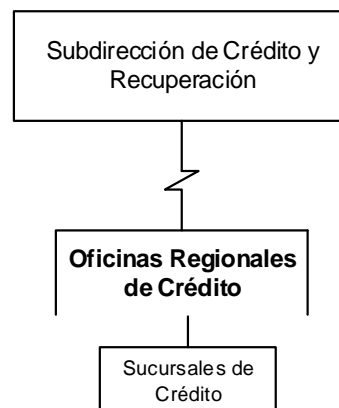 Subdirección de Crédito y
Recuperación
Oficinas Regionales
de Crédito
Sucursales de
Crédito